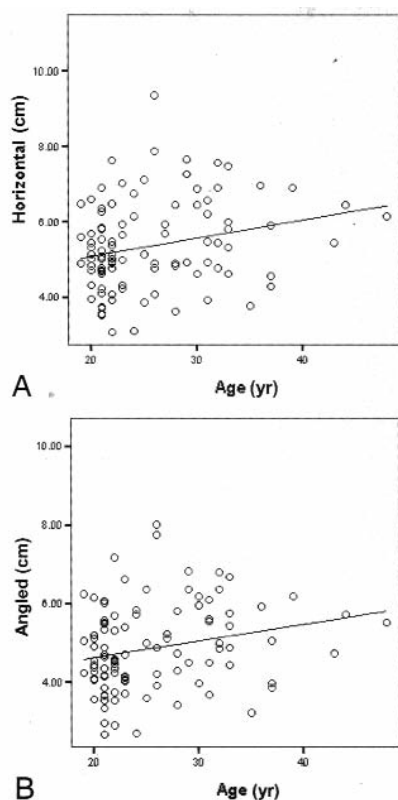 10.00
8.00
6.00
4.00
Horizontal (cm)
20 30 40
Age (yr)
A
10.00
8.00
6.00
4.00
Angled (cm)
20 30 40
Age (yr)
B